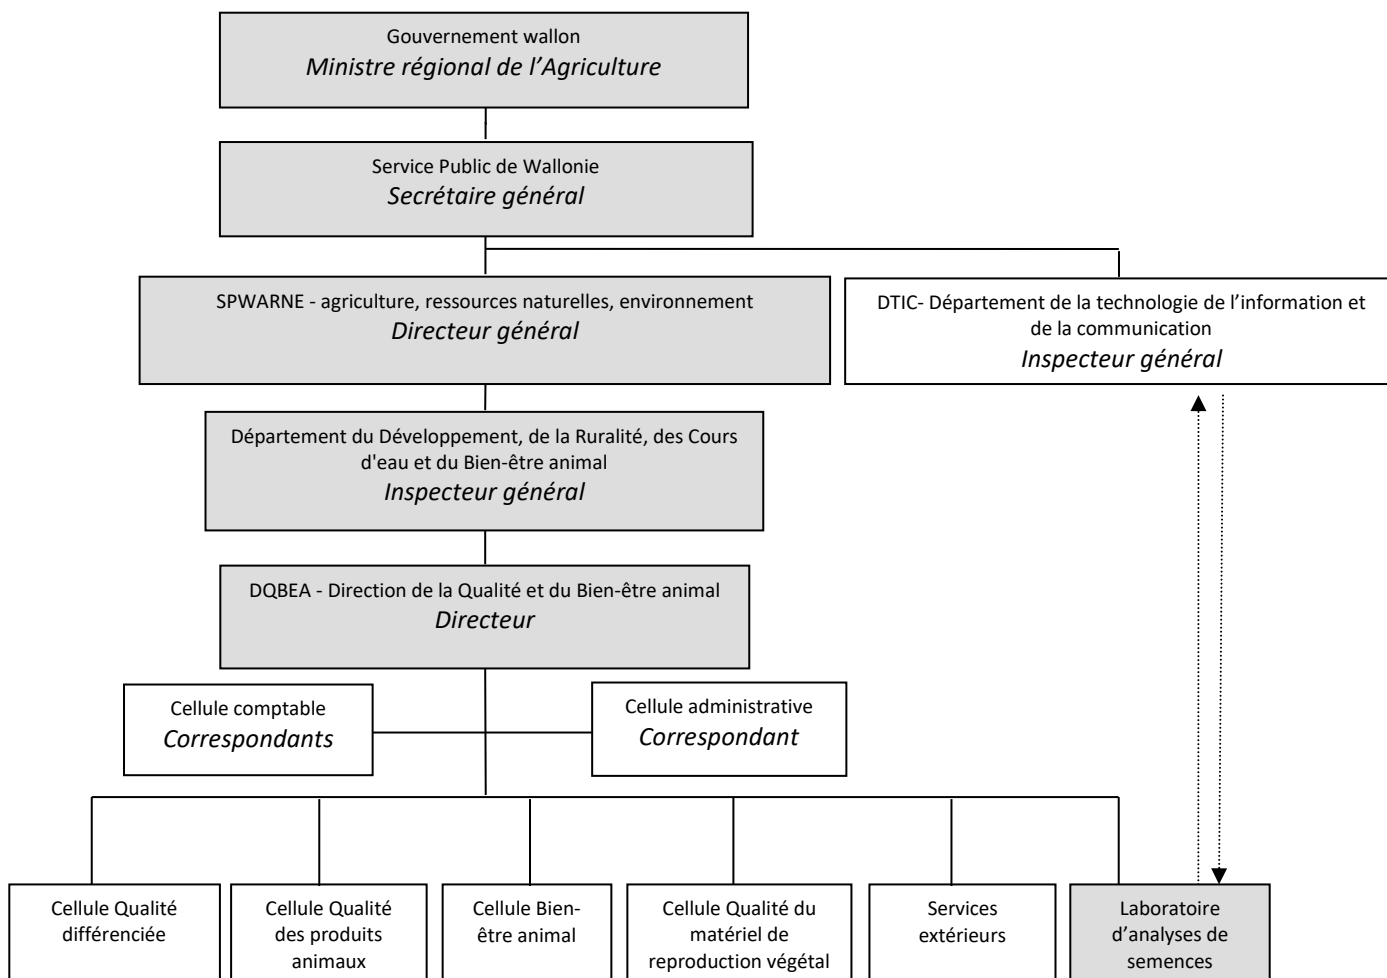 Gouvernement wallon
Ministre régional de l'Agriculture
Service Public de Wallonie
Secrétaire général
SPWARNE - agriculture, ressources naturelles, environnement
Directeur général
DTIC- Département de la technologie de l'information et
de la communication
Inspecteur général
Département du Développement, de la Ruralité, des Cours
d'eau et du Bien-être animal
Inspecteur général
DQBEA - Direction de la Qualité et du Bien-être animal
Directeur
Cellule comptable
Correspondants
Cellule administrative
Correspondant
Cellule Qualité
différenciée
Cellule Qualité
des produits
animaux
Cellule Bien-
être animal
Cellule Qualité du
matériel de
reproduction végétal
Services
extérieurs
Laboratoire
d'analyses de
semences